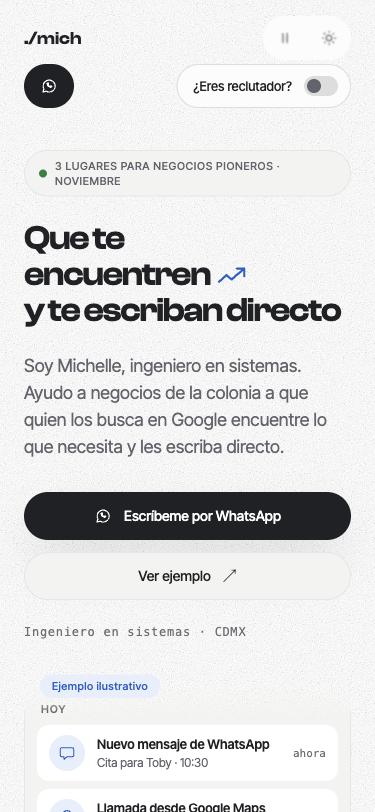 ./mich
¿Eres reclutador?
3 LUGARES PARA NEGOCIOS PIONEROS ·
NOVIEMBRE
Que te
encuentren
y te escriban directo
Soy Michelle, ingeniero en sistemas.
Ayudo a negocios de la colonia a que
quien los busca en Google encuentre lo
que necesita y les escriba directo.
Escríbeme por WhatsApp
Ver ejemplo
Ingeniero en sistemas · CDMX
Ejemplo ilustrativo
HOY
Nuevo mensaje de WhatsApp
ahora
Cita para Toby · 10:30
Llamada desde Google Maps